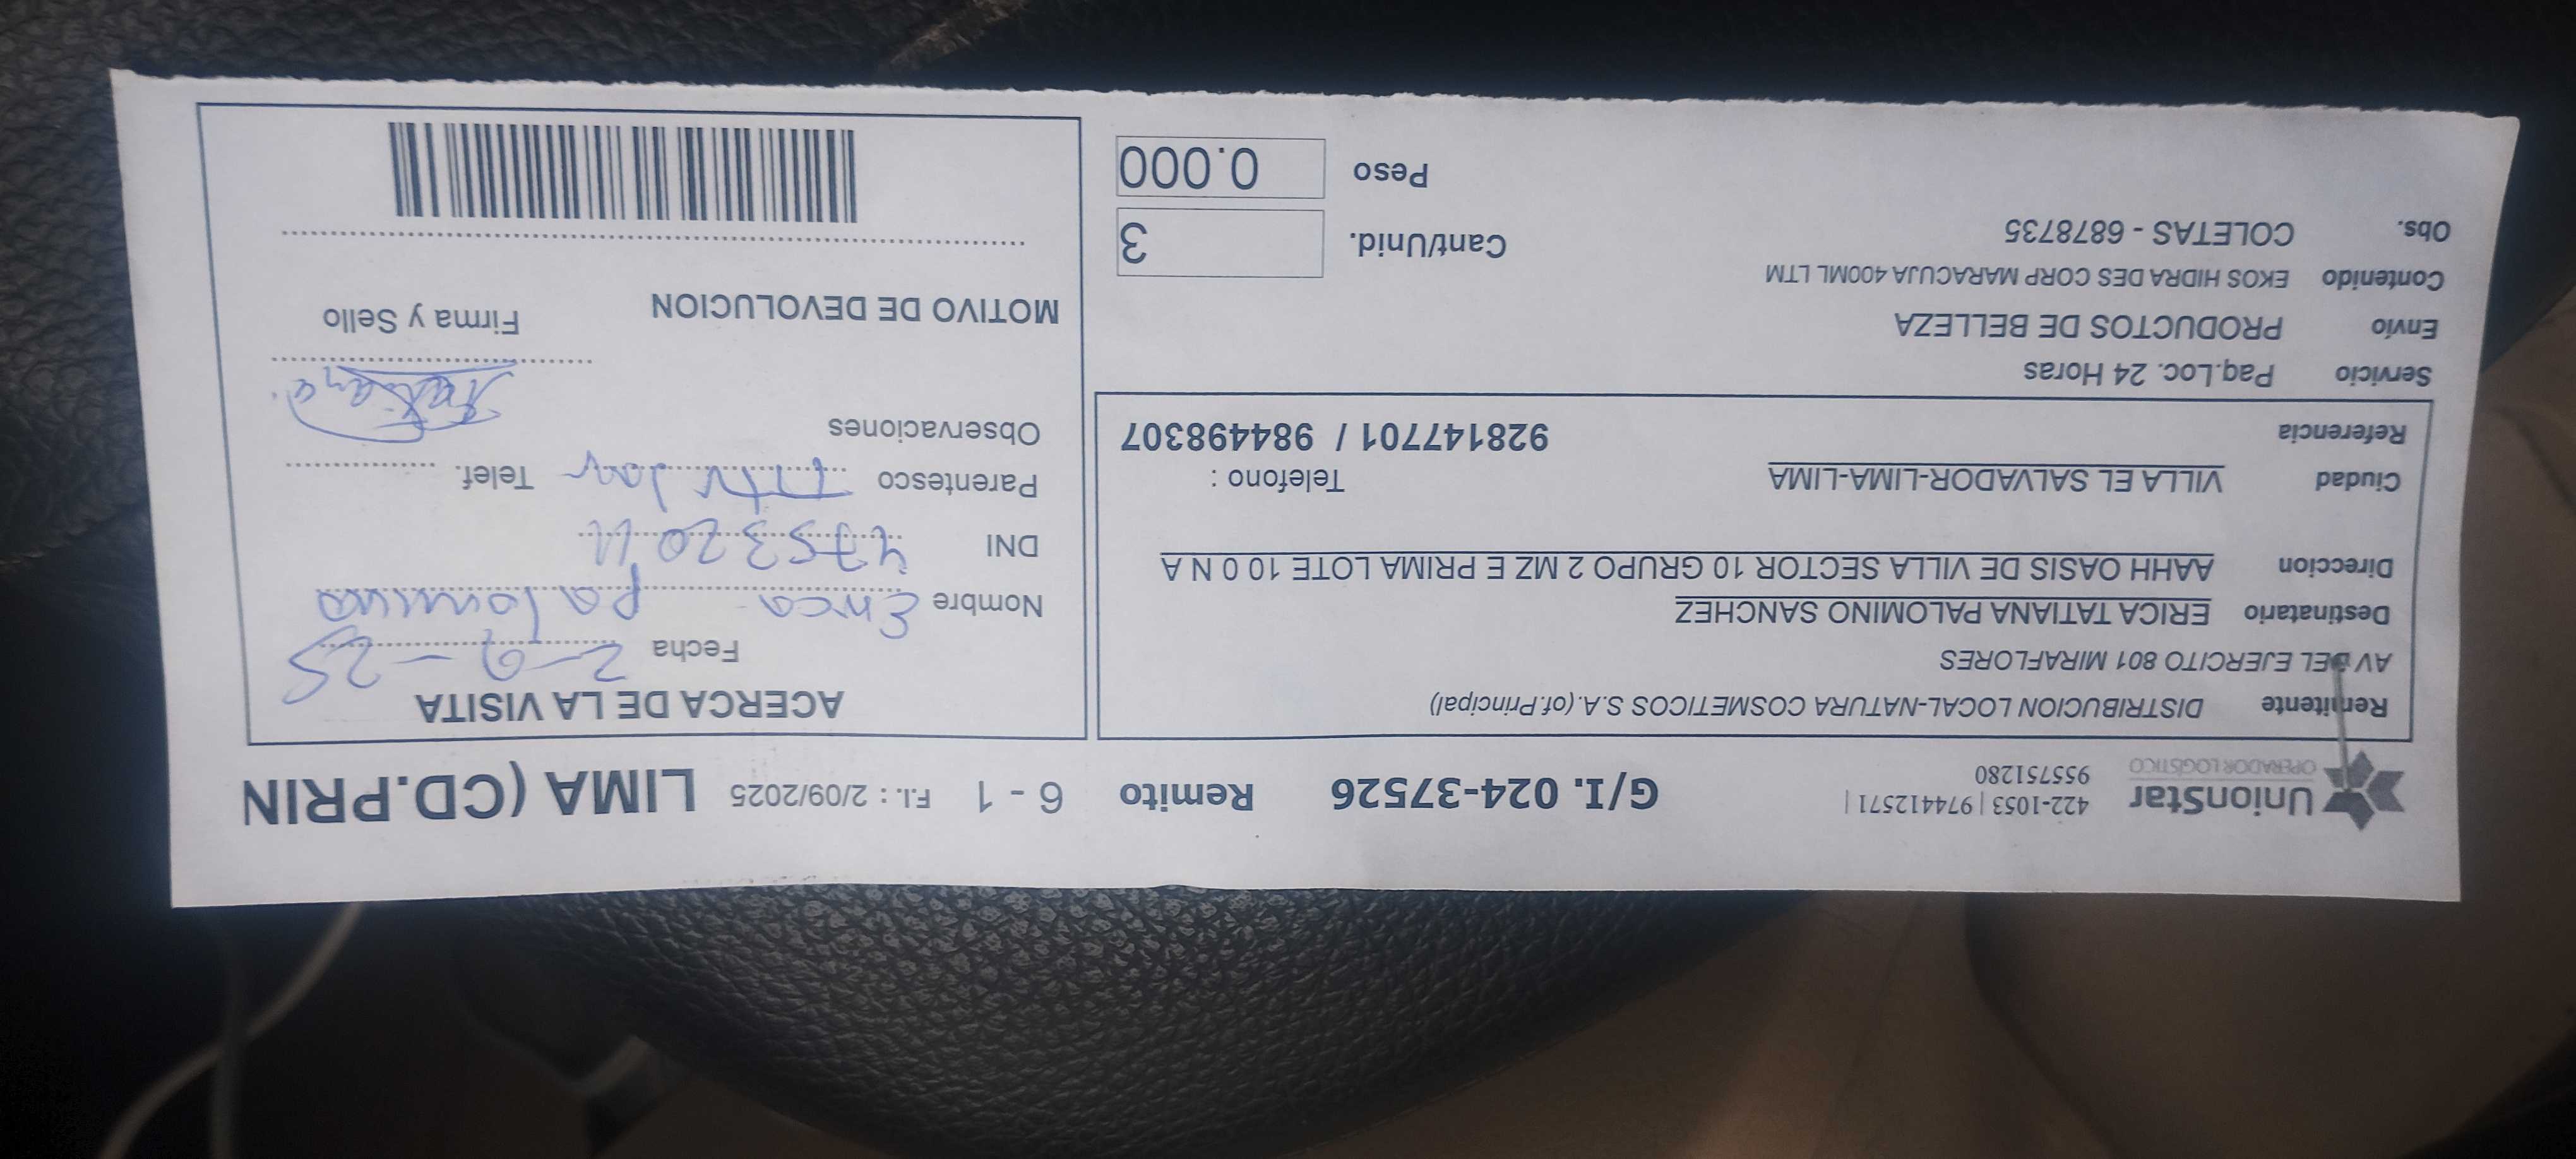 UnionStar
OPERADOR LOGÍSTICO
422-1053 | 974412571 |
955751280
G/I. 024-37526
Remito 6 - 1 F.I. : 2/09/2025 LIMA (CD.PRIN
Remitente DISTRIBUCION LOCAL-NATURA COSMETICOS S.A. (of.Principal)
AV DEL EJERCITO 801 MIRAFLORES
Destinatario ERICA TATIANA PALOMINO SANCHEZ
Direccion AAHH OASIS DE VILLA SECTOR 10 GRUPO 2 MZ E PRIMA LOTE 10 0 N A
Ciudad VILLA EL SALVADOR-LIMA-LIMA Telefono :
Referencia 928147701 / 984498307
Servicio Paq.Loc. 24 Horas
Envío PRODUCTOS DE BELLEZA
Contenido EKOS HIDRA DES CORP MARACUJA 400ML LTM
Obs. COLETAS - 6878735
Cant/Unid. 3
Peso 0.000
ACERCA DE LA VISITA
Fecha 2-9-25
Nombre Erica Palomino
DNI 47532011
Parentesco Titular Telef.
Observaciones
Firma y Sello
MOTIVO DE DEVOLUCION